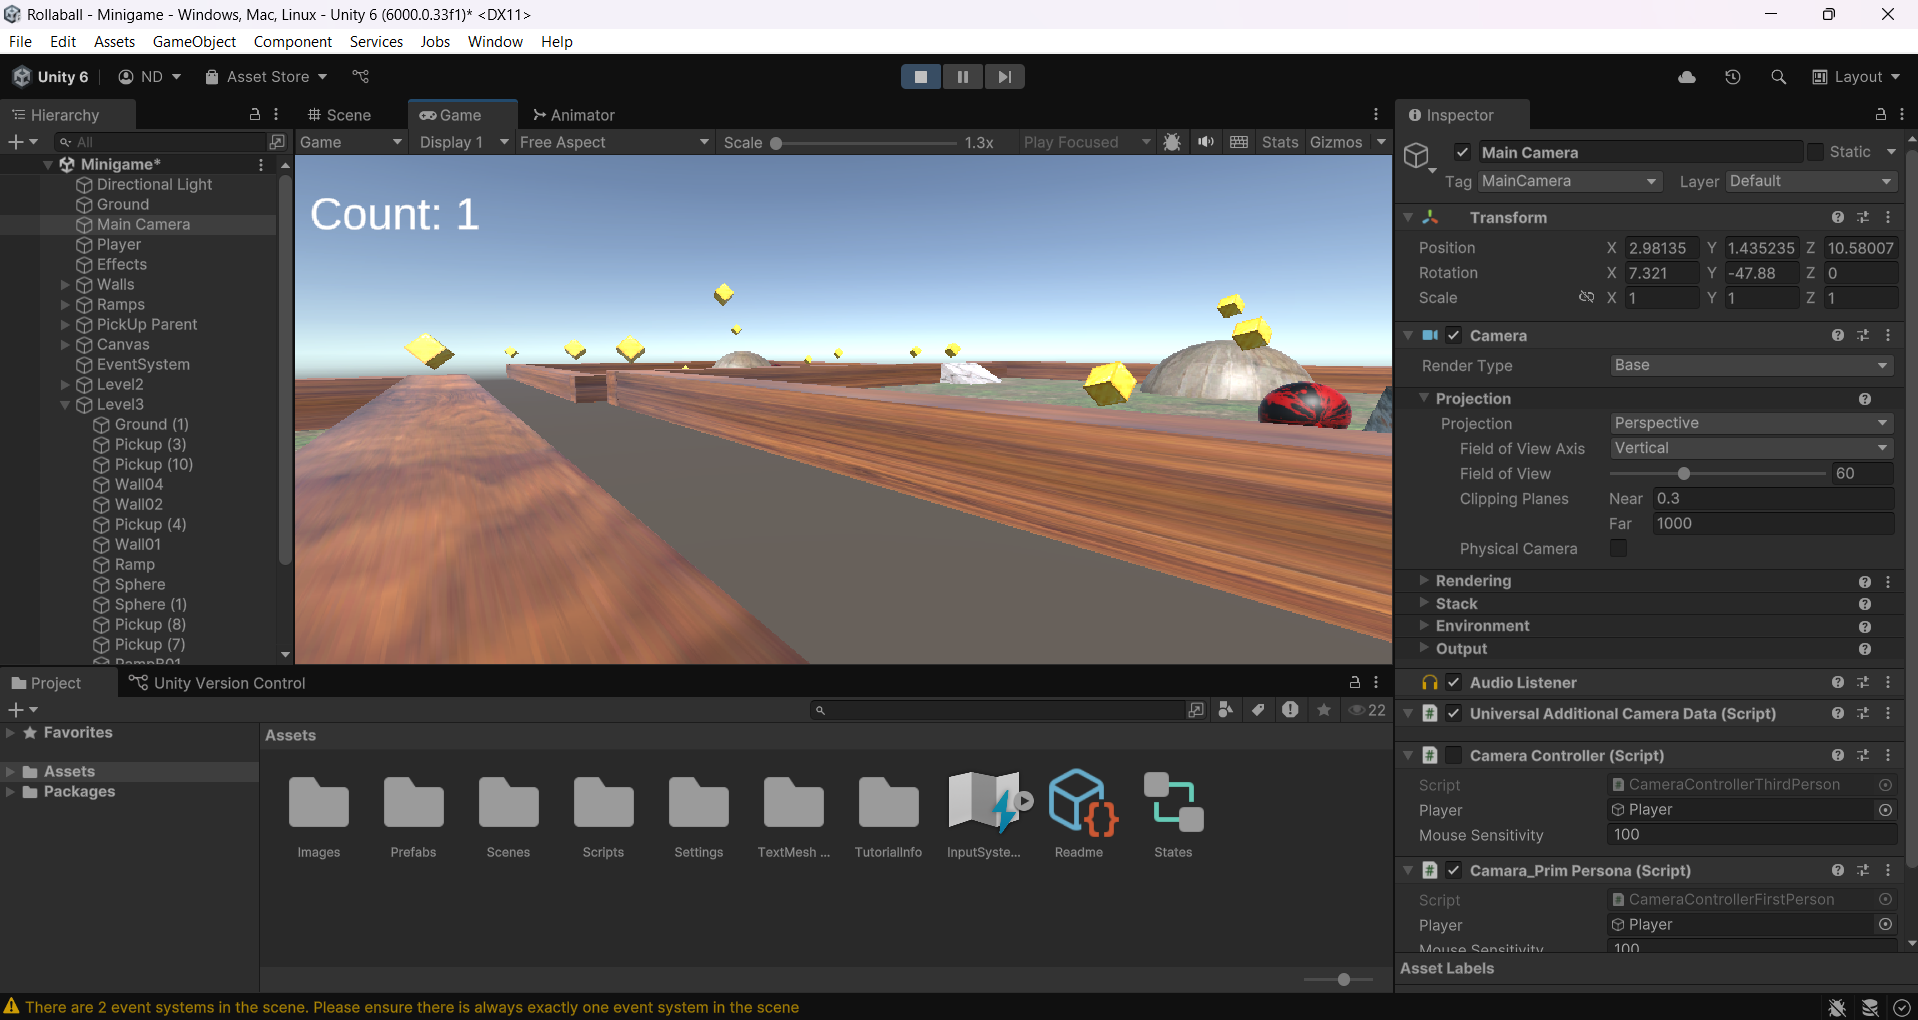 Rollaball - Minigame - Windows, Mac, Linux - Unity 6 (6000.0.33f1)* <DX11>
File Edit Assets GameObject Component Services Jobs Window Help
Unity 6 ND Asset Store Layout
Hierarchy
All
Minigame*
Directional Light
Ground
Main Camera
Player
Effects
Walls
Ramps
PickUp Parent
Canvas
EventSystem
Level2
Level3
Ground (1)
Pickup (3)
Pickup (10)
Wall04
Wall02
Pickup (4)
Wall01
Ramp
Sphere
Sphere (1)
Pickup (8)
Pickup (7)
Scene Game Animator
Game Display 1 Free Aspect Scale 1.3x Play Focused Stats Gizmos
Count: 1
Inspector
Main Camera Static
Tag MainCamera Layer Default
Transform
Position X 2.98135 Y 1.435235 Z 10.58007
Rotation X 7.321 Y -47.88 Z 0
Scale X 1 Y 1 Z 1
Camera
Render Type Base
Projection
Projection Perspective
Field of View Axis Vertical
Field of View 60
Clipping Planes Near 0.3
Far 1000
Physical Camera
Rendering
Stack
Environment
Output
Audio Listener
Universal Additional Camera Data (Script)
Camera Controller (Script)
Script CameraControllerThirdPerson
Player Player
Mouse Sensitivity 100
Camara_Prim Persona (Script)
Script CameraControllerFirstPerson
Player Player
Mouse Sensitivity 100
Asset Labels
Project Unity Version Control
22
Favorites
Assets
Packages
Assets
Images Prefabs Scenes Scripts Settings TextMesh ... TutorialInfo InputSyste... Readme States
There are 2 event systems in the scene. Please ensure there is always exactly one event system in the scene